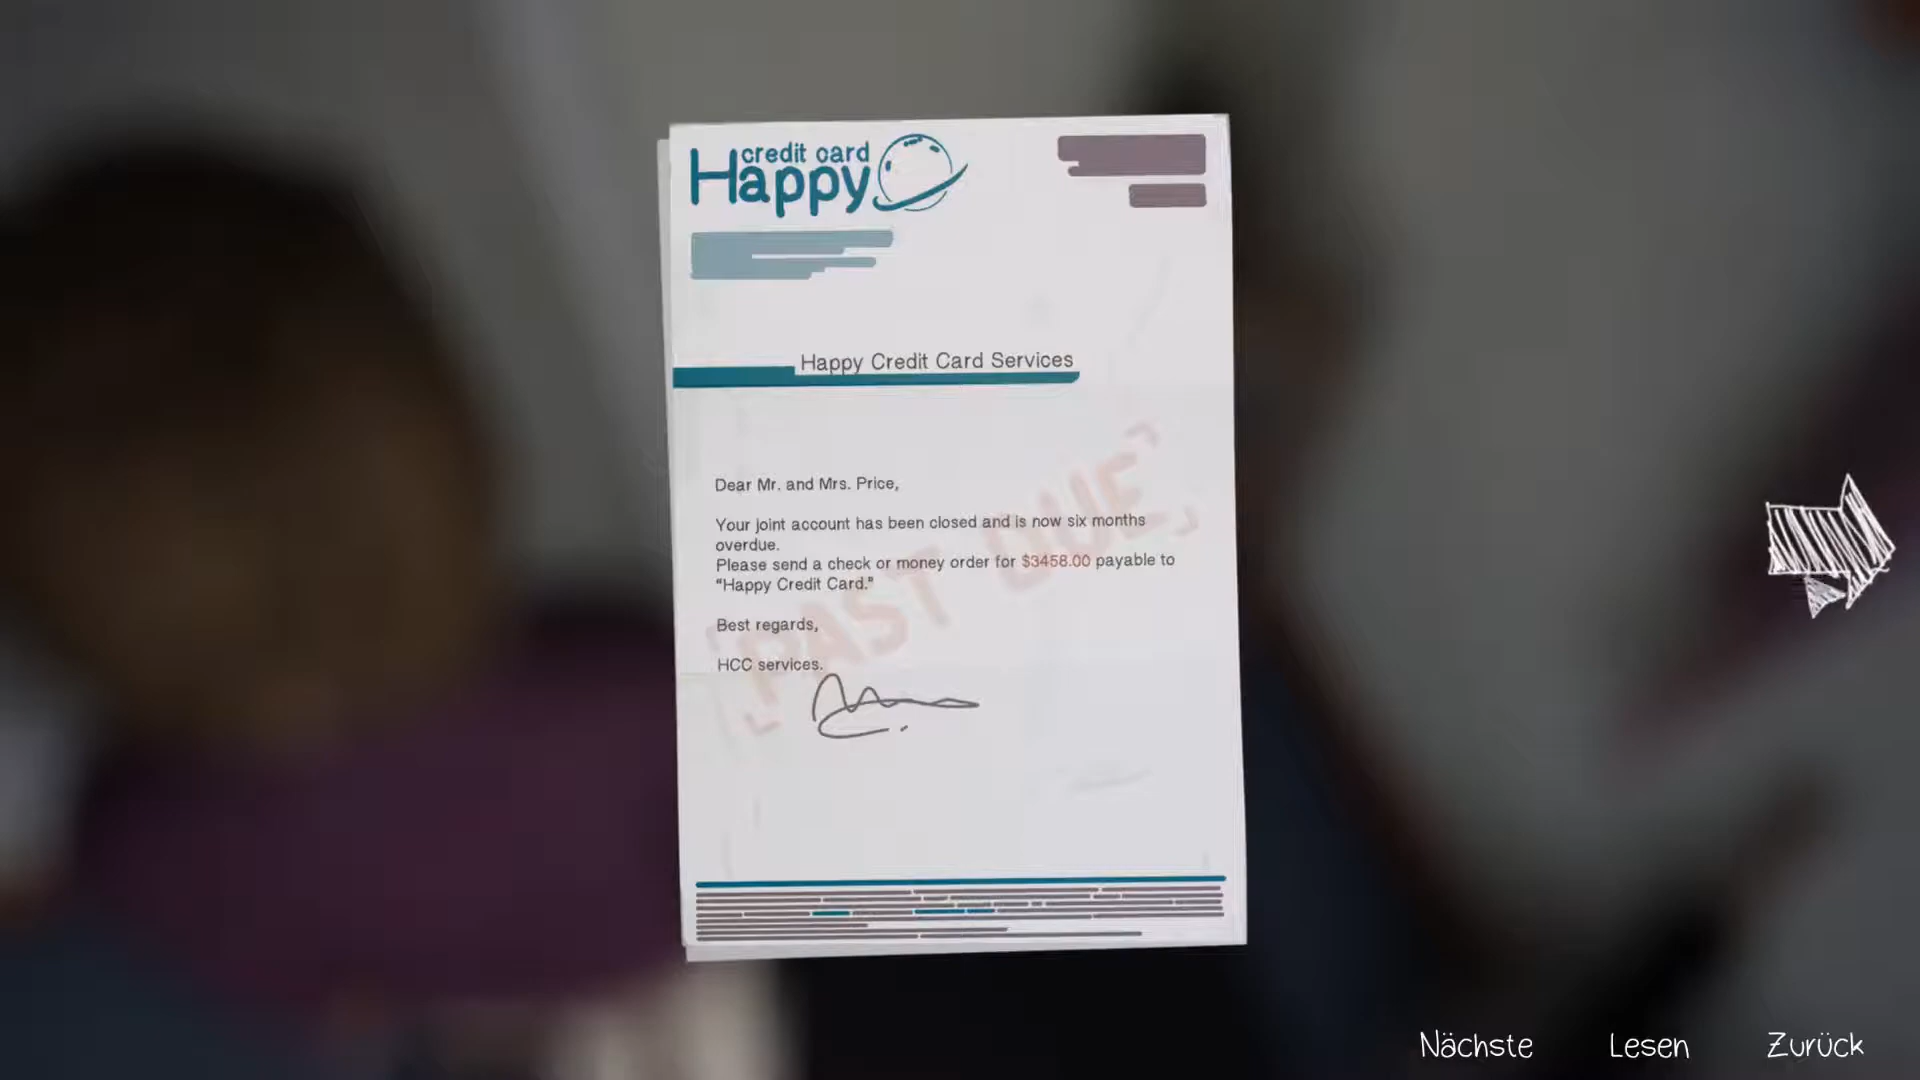 credit card
Happy
Happy Credit Card Services
Dear Mr. and Mrs. Price,
Your joint account has been closed and is now six months
overdue.
Please send a check or money order for $3458.00 payable to
“Happy Credit Card.”
PAST DUE
Best regards,
HCC services.
Nächste
Lesen
Zurück